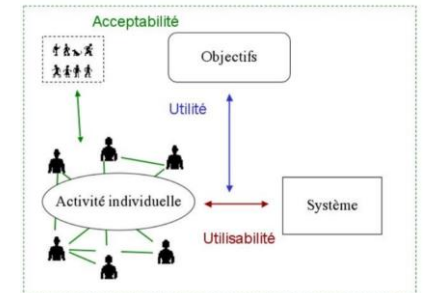 Acceptabilité
Objectifs
Utilité
Activité individuelle
Système
Utilisabilité